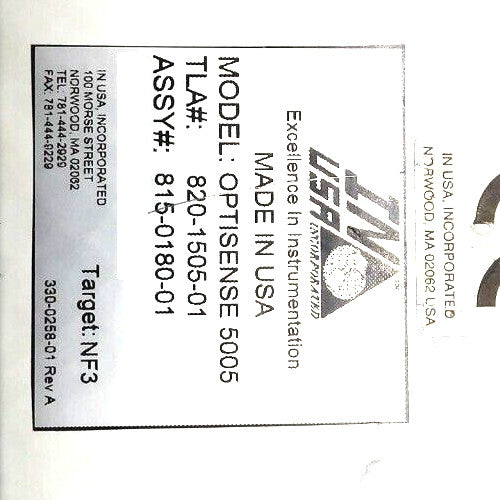 IN USA, INCORPORATED
NORWOOD, MA 02062 USA
IN
USA
INCORPORATED
Excellence In Instrumentation
MADE IN USA
MODEL: OPTISENSE 5005
TLA#: 820-1505-01
ASSY#: 815-0180-01
IN USA, INCORPORATED
100 MORSE STREET
NORWOOD, MA 02062
TEL: 781-444-2929
FAX: 781-444-9229
Target: NF3
330-0258-01 Rev A